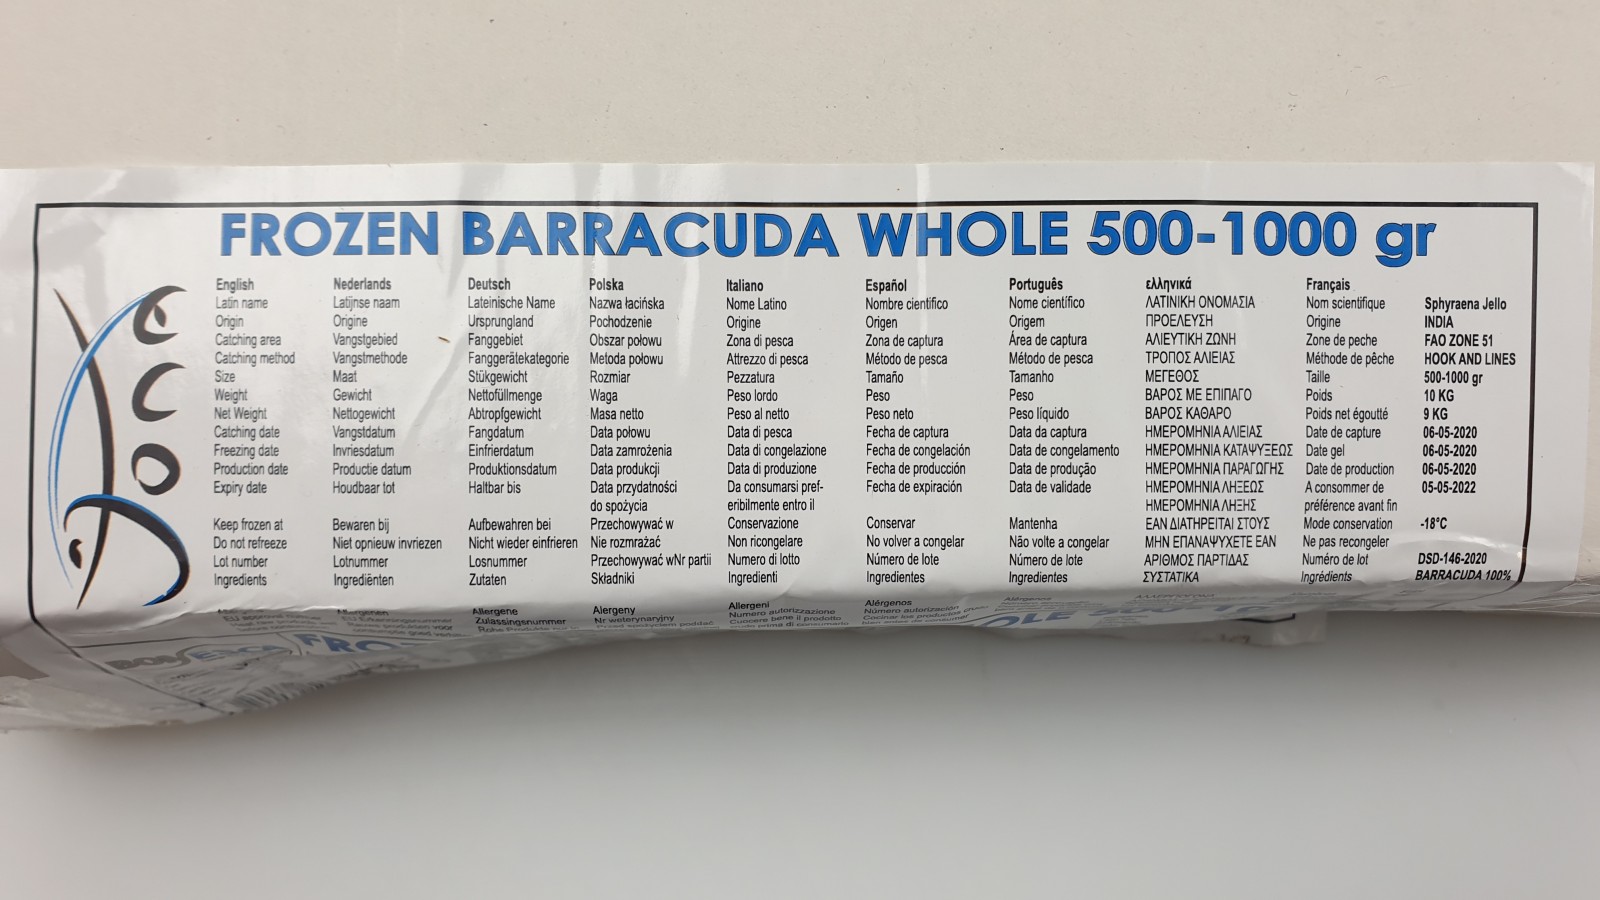 FROZEN BARRACUDA WHOLE 500-1000 gr
eco
English Nederlands Deutsch Polska Italiano Español Português ελληνικά Français
Latin name Latijnse naam Lateinische Name Nazwa łacińska Nome Latino Nombre cientifico Nome científico ΛΑΤΙΝΙΚΗ ΟΝΟΜΑΣΙΑ Nom scientifique Sphyraena Jello
Origin Origine Ursprungland Pochodzenie Origine Origen Origem ΠΡΟΕΛΕΥΣΗ Origine INDIA
Catching area Vangstgebied Fanggebiet Obszar połowu Zona di pesca Zona de captura Área de captura ΑΛΙΕΥΤΙΚΗ ΖΩΝΗ Zone de peche FAO ZONE 51
Catching method Vangstmethode Fanggerätekategorie Metoda połowu Attrezzo di pesca Método de pesca Método de pesca ΤΡΟΠΟΣ ΑΛΙΕΙΑΣ Méthode de pêche HOOK AND LINES
Size Maat Stükgewicht Rozmiar Pezzatura Tamaño Tamanho ΜΕΓΕΘΟΣ Taille 500-1000 gr
Weight Gewicht Nettofüllmenge Waga Peso lordo Peso Peso ΒΑΡΟΣ ΜΕ ΕΠΙΠΑΓΟ Poids 10 KG
Net Weight Nettogewicht Abtropfgewicht Masa netto Peso al netto Peso neto Peso líquido ΒΑΡΟΣ ΚΑΘΑΡΟ Poids net égoutté 9 KG
Catching date Vangstdatum Fangdatum Data połowu Data di pesca Fecha de captura Data da captura ΗΜΕΡΟΜΗΝΙΑ ΑΛΙΕΙΑΣ Date de capture 06-05-2020
Freezing date Invriesdatum Einfrierdatum Data zamrożenia Data di congelazione Fecha de congelación Data de congelamento ΗΜΕΡΟΜΗΝΙΑ ΚΑΤΑΨΥΞΕΩΣ Date gel 06-05-2020
Production date Productie datum Produktionsdatum Data produkcji Data di produzione Fecha de producción Data de produção ΗΜΕΡΟΜΗΝΙΑ ΠΑΡΑΓΩΓΗΣ Date de production 06-05-2020
Expiry date Houdbaar tot Haltbar bis Data przydatności Da consumarsi pref- Fecha de expiración Data de validade ΗΜΕΡΟΜΗΝΙΑ ΛΗΞΕΩΣ A consommer de 05-05-2022
do spożycia eribilmente entro il ΗΜΕΡΟΜΗΝΙΑ ΛΗΞΗΣ préférence avant fin
Keep frozen at Bewaren bij Aufbewahren bei Przechowywać w Conservazione Conservar Mantenha ΕΑΝ ΔΙΑΤΗΡΕΙΤΑΙ ΣΤΟΥΣ Mode conservation -18°C
Do not refreeze Niet opnieuw invriezen Nicht wieder einfrieren Nie rozmrażać Non ricongelare No volver a congelar Não volte a congelar ΜΗΝ ΕΠΑΝΑΨΥΧΕΤΕ ΕΑΝ Ne pas recongeler
Lot number Lotnummer Losnummer Przechowywać wNr partii Numero di lotto Número de lote Número de lote ΑΡΙΘΜΟΣ ΠΑΡΤΙΔΑΣ Numéro de lot DSD-146-2020
Ingredients Ingrediënten Zutaten Składniki Ingredienti Ingredientes Ingredientes ΣΥΣΤΑΤΙΚΑ Ingrédients BARRACUDA 100%
Allergenen Allergene Alergeny Allergeni Alérgenos Alérgenos
Zulassungsnummer Nr weterynaryjny Numero autorizzazione Número autorización
Cuocere bene il prodotto